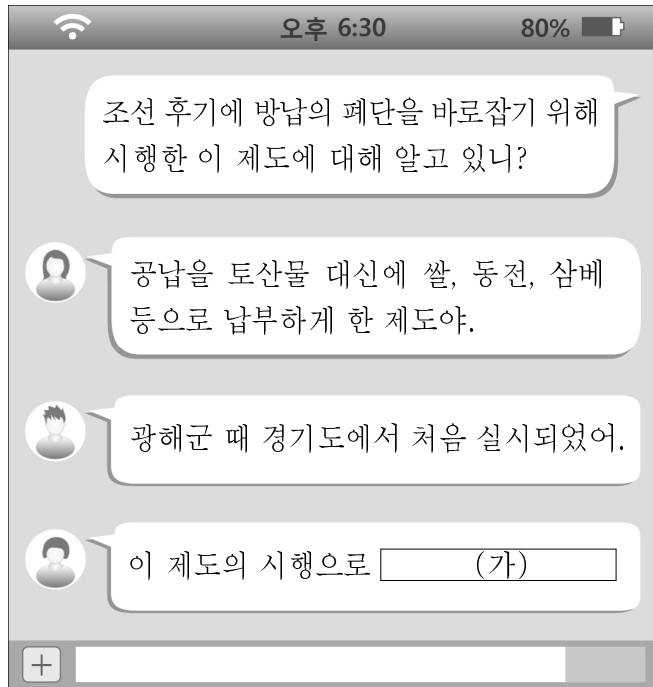 오후 6:30
80%
조선 후기에 방납의 폐단을 바로잡기 위해
시행한 이 제도에 대해 알고 있니?
공납을 토산물 대신에 쌀, 동전, 삼베
등으로 납부하게 한 제도야.
광해군 때 경기도에서 처음 실시되었어.
이 제도의 시행으로 (가)